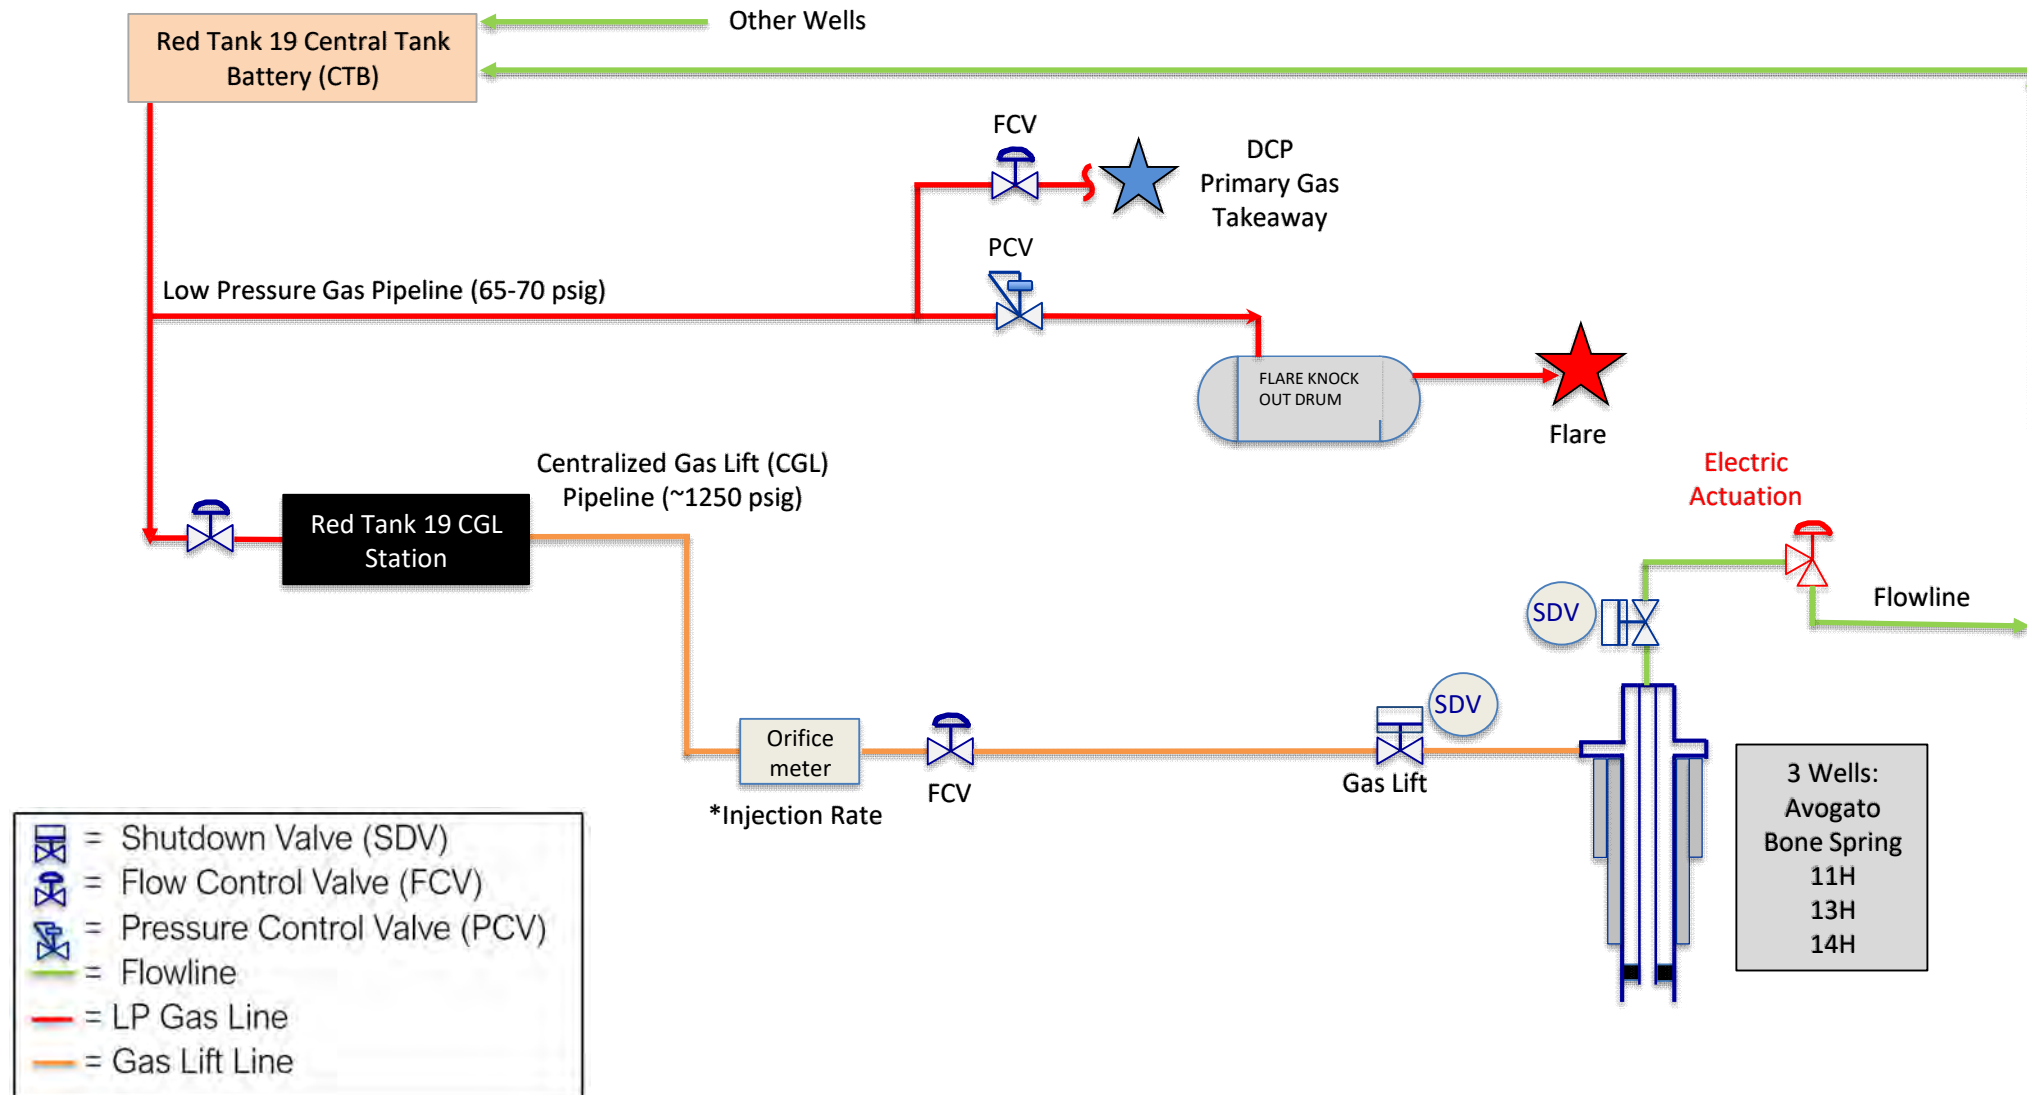 Red Tank 19 Central Tank
Battery (CTB)
Other Wells
FCV
DCP
Primary Gas
Takeaway
PCV
Low Pressure Gas Pipeline (65-70 psig)
FLARE KNOCK
OUT DRUM
Flare
Centralized Gas Lift (CGL)
Pipeline (~1250 psig)
Red Tank 19 CGL
Station
Electric
Actuation
SDV
Flowline
SDV
Orifice
meter
*Injection Rate
FCV
Gas Lift
3 Wells:
Avogato
Bone Spring
11H
13H
14H
= Shutdown Valve (SDV)
= Flow Control Valve (FCV)
= Pressure Control Valve (PCV)
= Flowline
= LP Gas Line
= Gas Lift Line